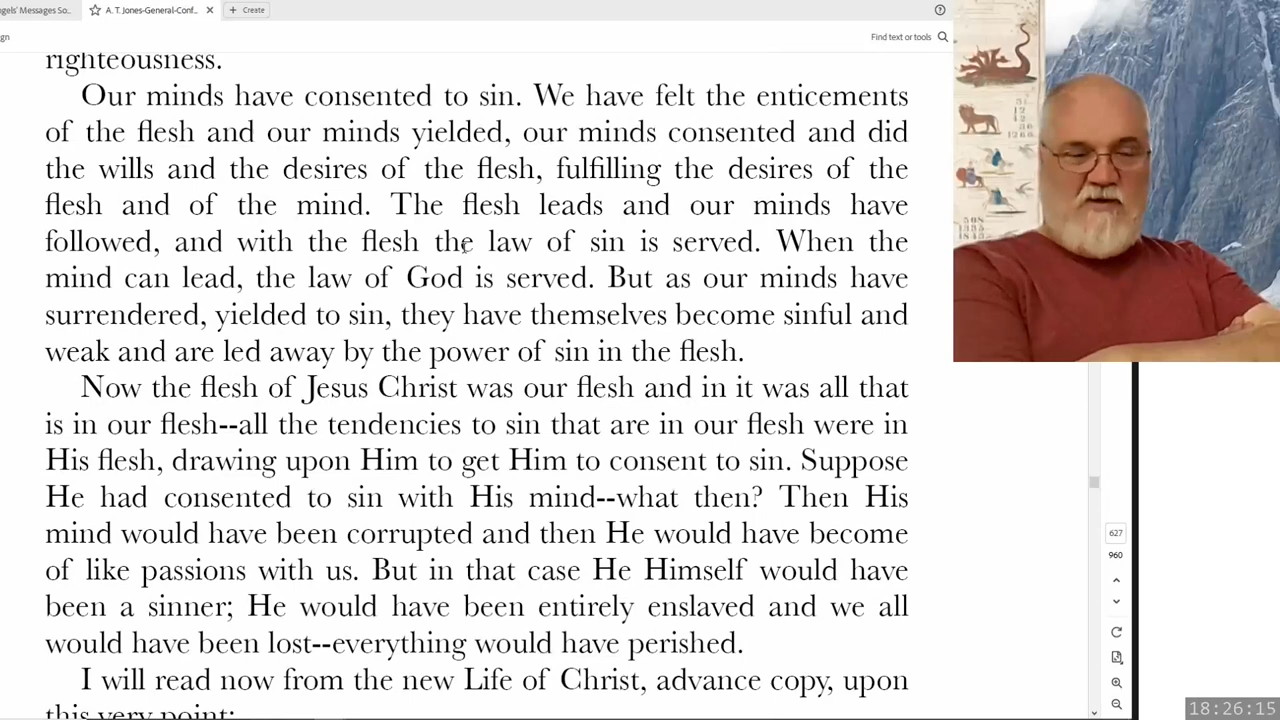 ngels' Messages So...
A. T. Jones-General-Conf...
Create
gn
Find text or tools
righteousness.
Our minds have consented to sin. We have felt the enticements
of the flesh and our minds yielded, our minds consented and did
the wills and the desires of the flesh, fulfilling the desires of the
flesh and of the mind. The flesh leads and our minds have
followed, and with the flesh the law of sin is served. When the
mind can lead, the law of God is served. But as our minds have
surrendered, yielded to sin, they have themselves become sinful and
weak and are led away by the power of sin in the flesh.
Now the flesh of Jesus Christ was our flesh and in it was all that
is in our flesh--all the tendencies to sin that are in our flesh were in
His flesh, drawing upon Him to get Him to consent to sin. Suppose
He had consented to sin with His mind--what then? Then His
mind would have been corrupted and then He would have become
of like passions with us. But in that case He Himself would have
been a sinner; He would have been entirely enslaved and we all
would have been lost--everything would have perished.
I will read now from the new Life of Christ, advance copy, upon
this very point:
627
960
18:26:15